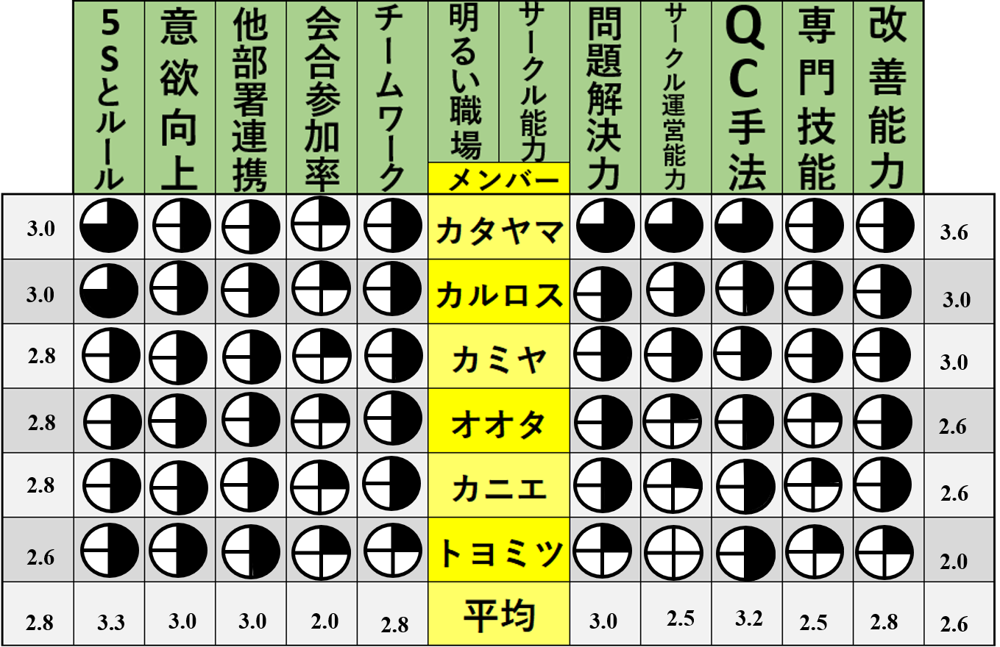 5Sとルール
意欲向上
他部署連携
会合参加率
チームワーク
明るい職場
サークル能力
問題解決力
サークル運営能力
QC手法
専門技能
改善能力
メンバー
3.0 カタヤマ 3.6
3.0 カルロス 3.0
2.8 カミヤ 3.0
2.8 オオタ 2.6
2.8 カニエ 2.6
2.6 トヨミツ 2.0
2.8 3.3 3.0 3.0 2.0 2.8 平均 3.0 2.5 3.2 2.5 2.8 2.6